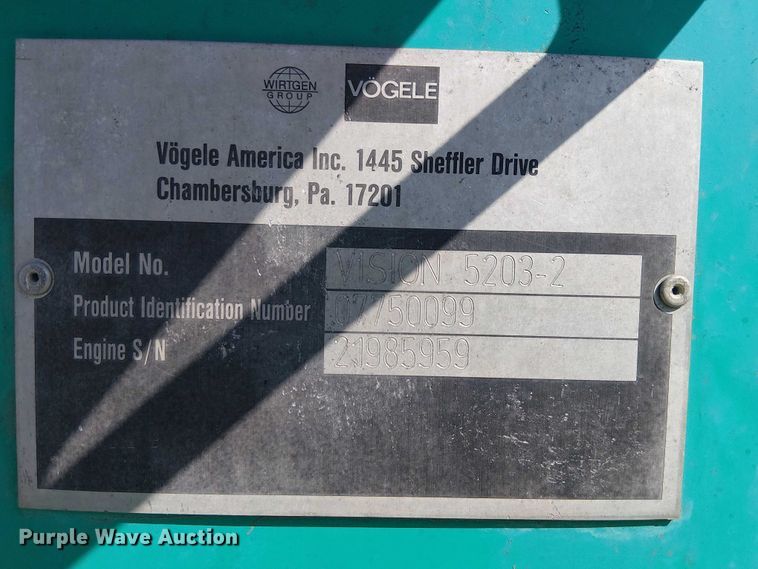 WIRTGEN
GROUP
VÖGELE
Vögele America Inc. 1445 Sheffler Drive
Chambersburg, Pa. 17201
Model No. VISION 5203-2
Product Identification Number 07750099
Engine S/N 21985959
Purple Wave Auction